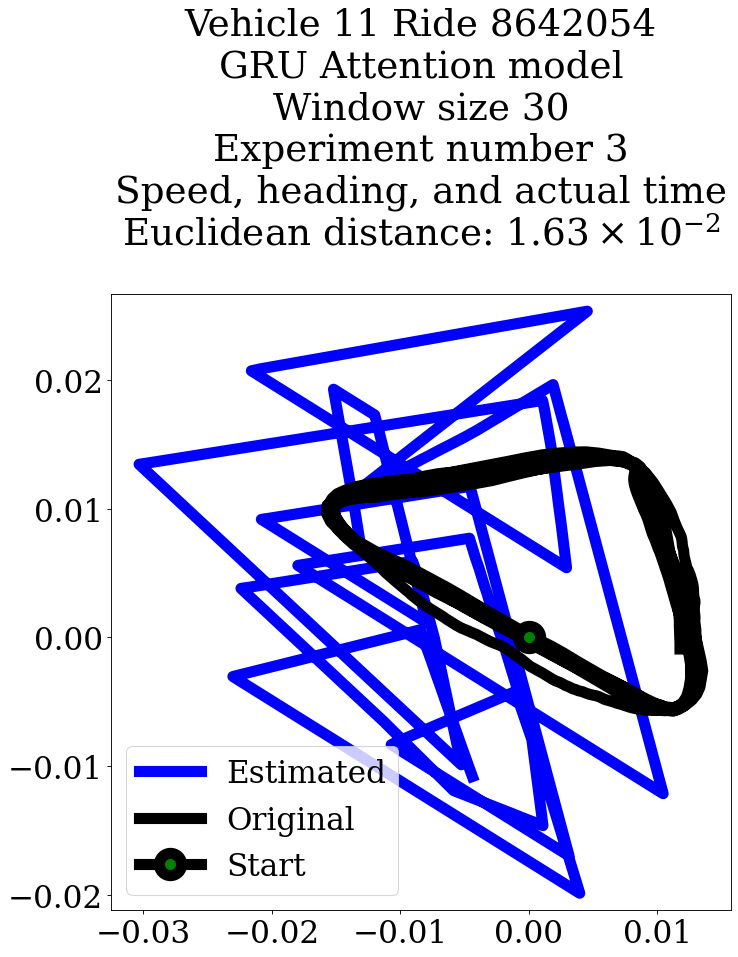 Vehicle 11 Ride 8642054
GRU Attention model
Window size 30
Experiment number 3
Speed, heading, and actual time
Euclidean distance: 1.63 × 10⁻²
0.02
0.01
0.00
−0.01
−0.02
Estimated
Original
Start
−0.03
−0.02
−0.01
0.00
0.01